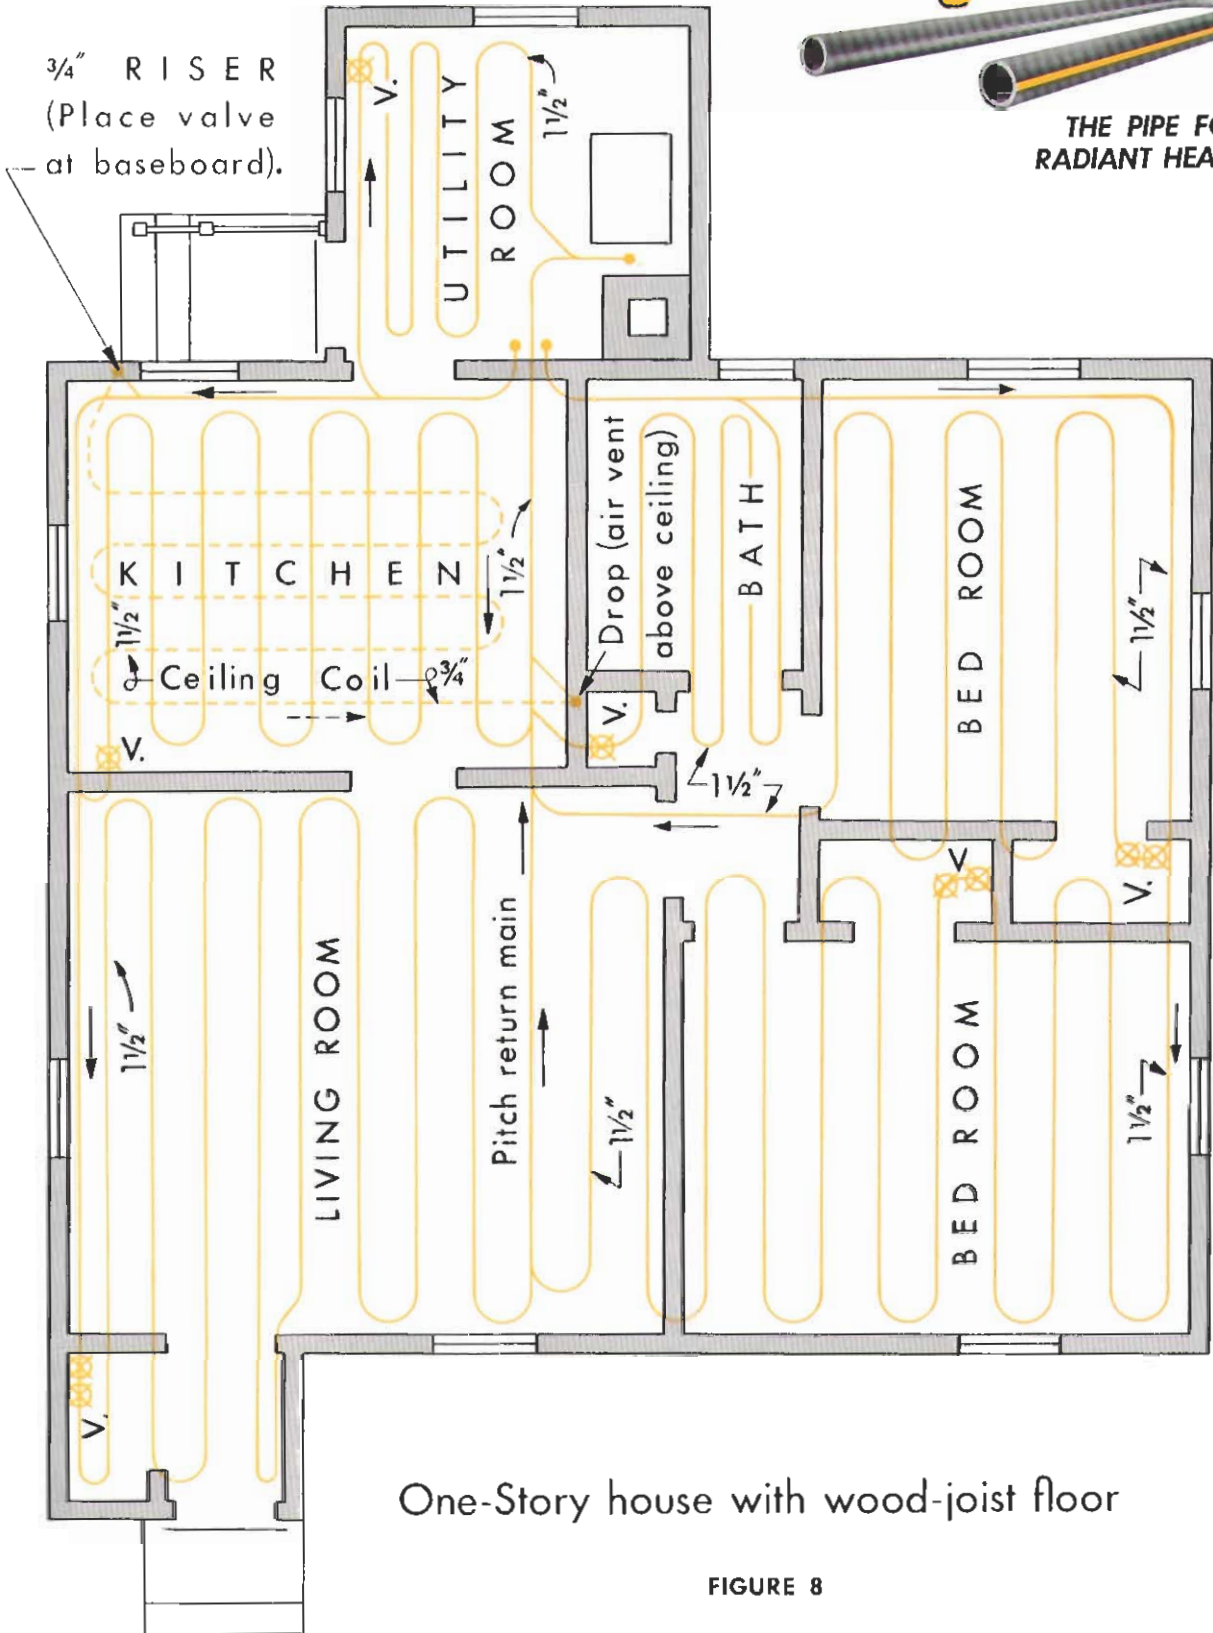 ¾" RISER
(Place valve
at baseboard).
THE PIPE
RADIANT
V.
UTILITY
ROOM
1½"
KITCHEN
1½"
1½"
Ceiling Coil ¾"
V.
Drop (air vent
above ceiling)
BATH
V.
1½"
BED ROOM
1½"
V
V.
LIVING ROOM
1½"
Pitch return main
1½"
BED ROOM
1½"
V.
One-Story house with wood-joist floor
FIGURE 8